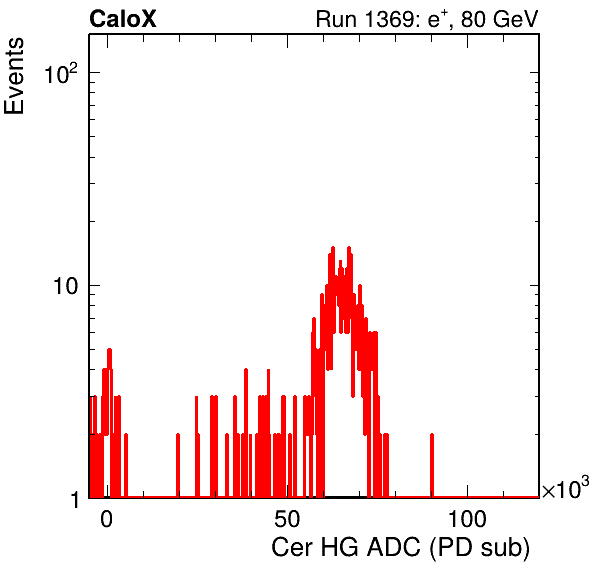 CaloX Run 1369: e⁺, 80 GeV
Events
10²
10
1
0 50 100
×10³
Cer HG ADC (PD sub)